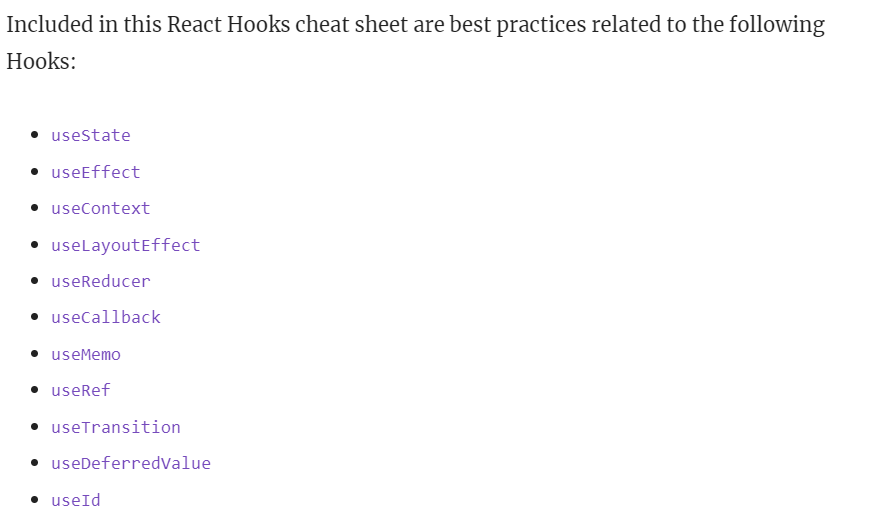 Included in this React Hooks cheat sheet are best practices related to the following
Hooks:
useState
useEffect
useContext
useLayoutEffect
useReducer
useCallback
useMemo
useRef
useTransition
useDeferredValue
useId